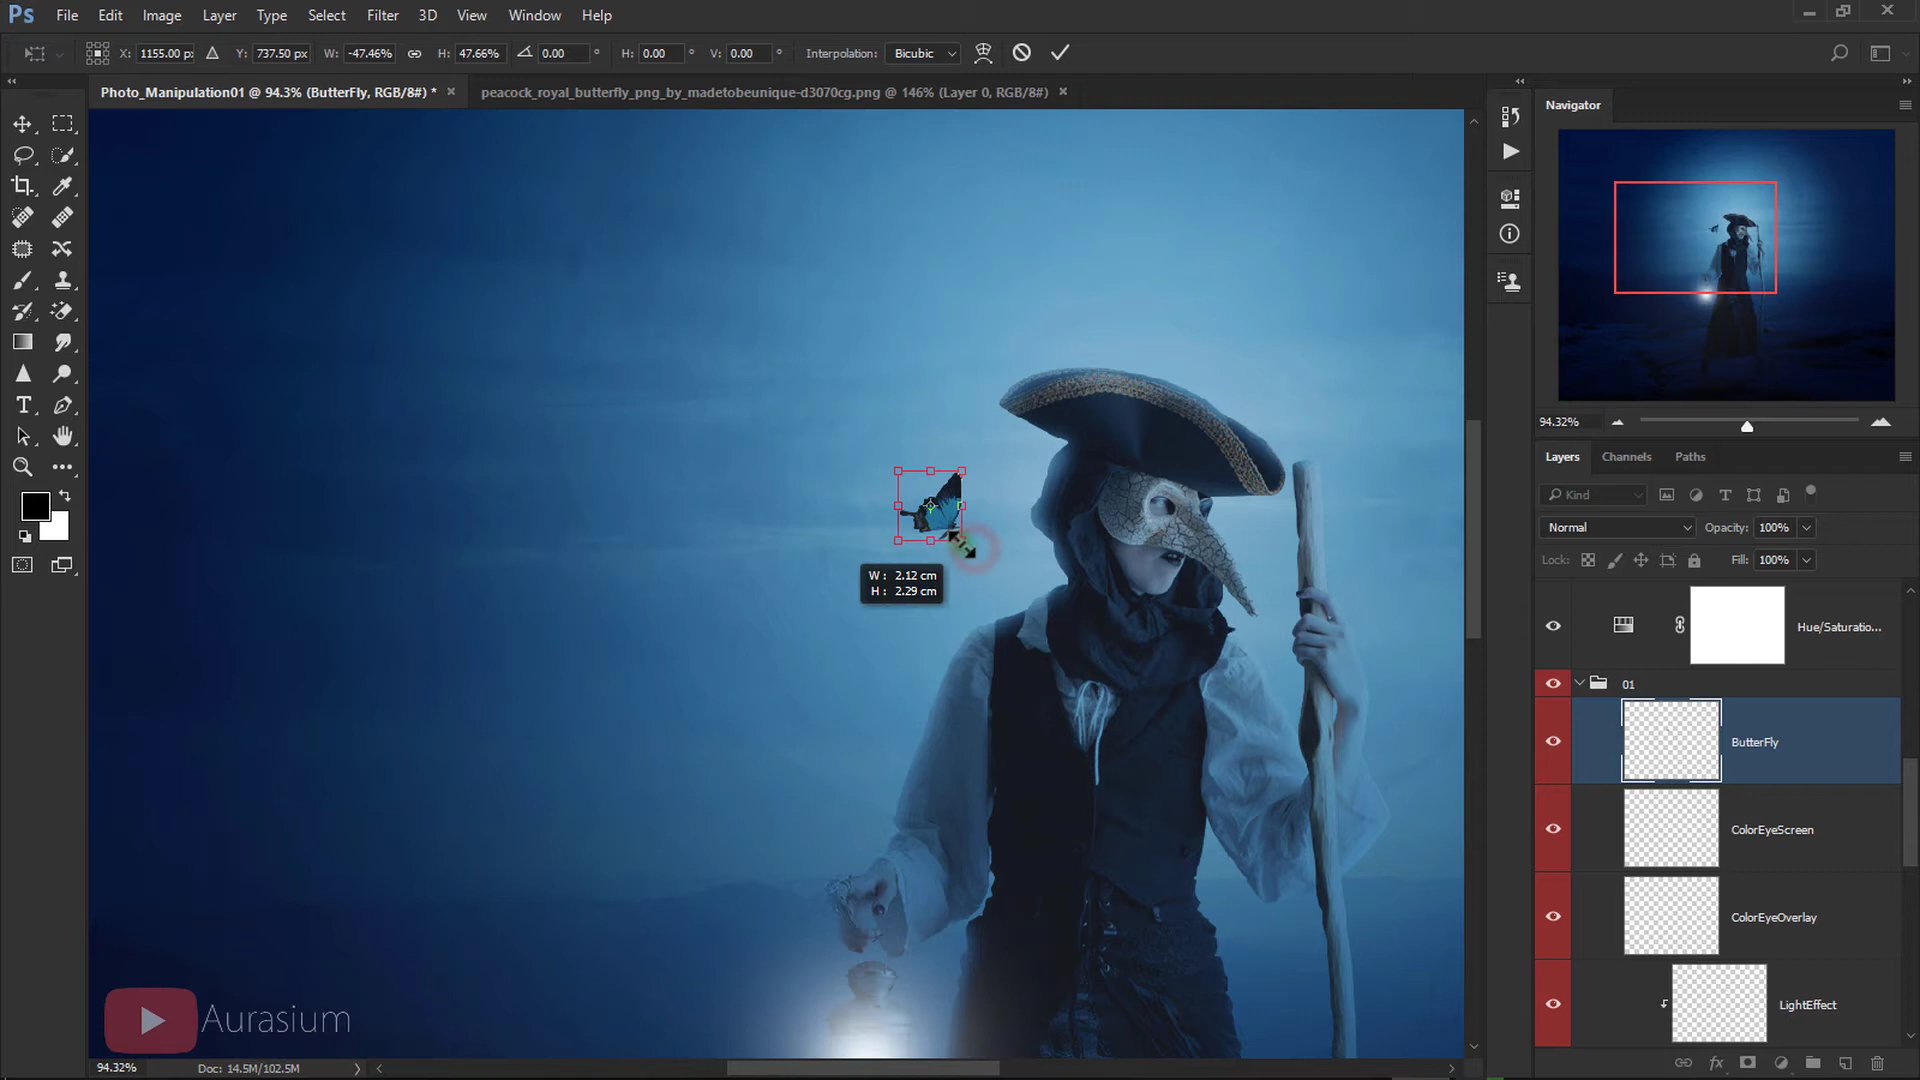 Ps File Edit Image Layer Type Select Filter 3D View Window Help
X: 1155.00 px Y: 737.50 px W: -47.46% H: 47.66% 0.00 ° H: 0.00 ° V: 0.00 ° Interpolation: Bicubic
Photo_Manipulation01 @ 94.3% (ButterFly, RGB/8#) * × peacock_royal_butterfly_png_by_madetobeunique-d3070cg.png @ 146% (Layer 0, RGB/8#) ×
Navigator
94.32%
Layers Channels Paths
Kind
Normal Opacity: 100%
Lock: Fill: 100%
Hue/Saturatio...
01
ButterFly
ColorEyeScreen
ColorEyeOverlay
LightEffect
W: 2.12 cm
H: 2.29 cm
Aurasium
94.32% Doc: 14.5M/102.5M